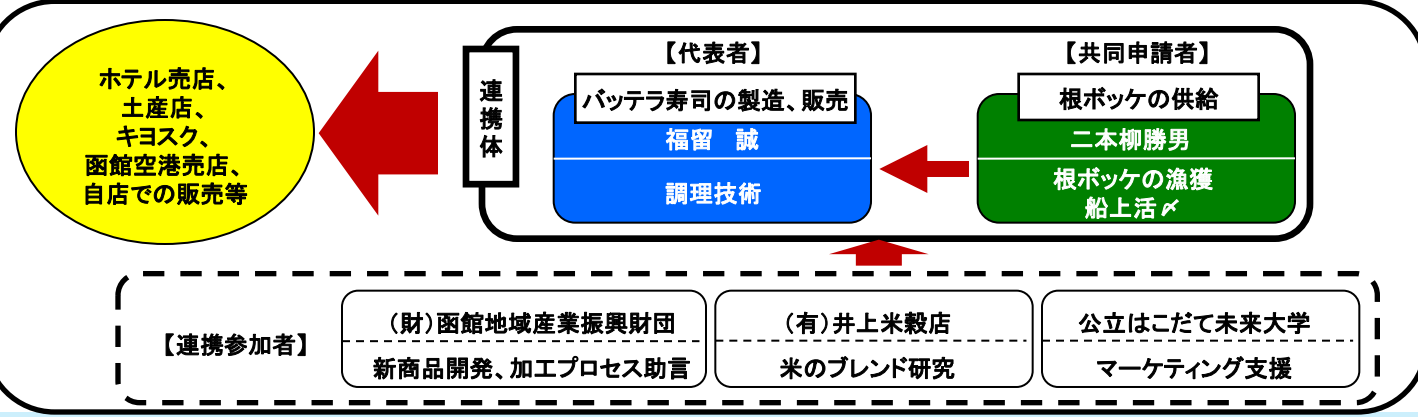 ホテル売店、
土産店、
キヨスク、
函館空港売店、
自店での販売等
連携体
【代表者】
バッテラ寿司の製造、販売
福留　誠
調理技術
【共同申請者】
根ボッケの供給
二本柳勝男
根ボッケの漁獲
船上活〆
【連携参加者】
（財）函館地域産業振興財団
新商品開発、加工プロセス助言
（有）井上米穀店
米のブレンド研究
公立はこだて未来大学
マーケティング支援